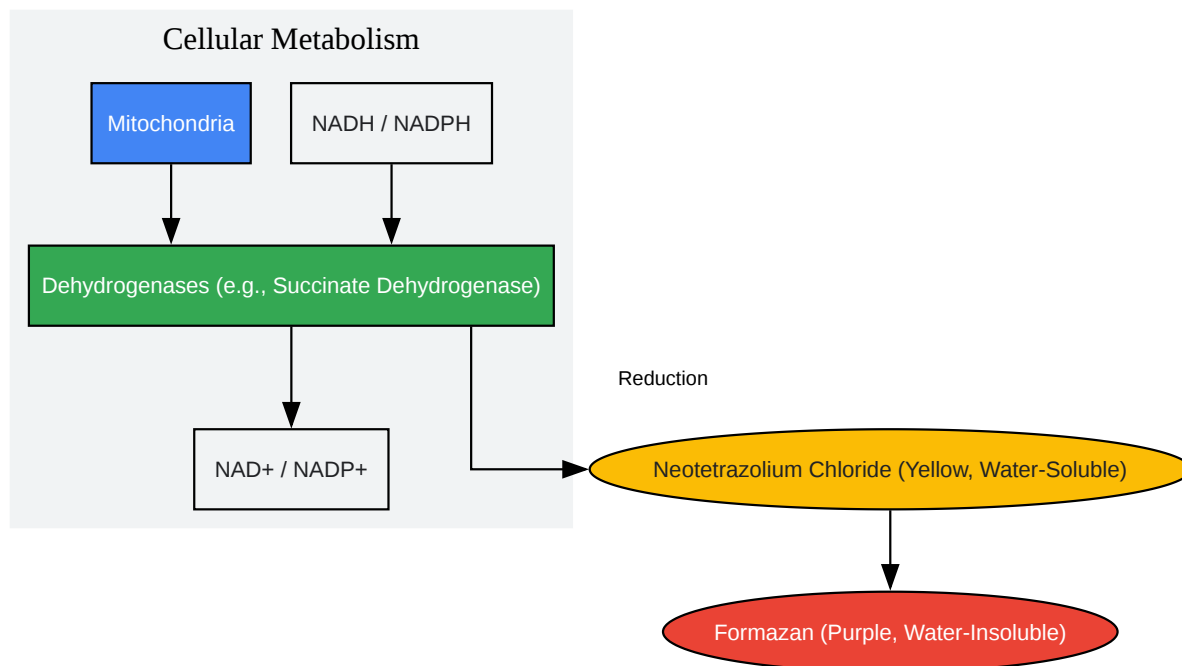 Cellular Metabolism
Mitochondria
NADH / NADPH
Dehydrogenases (e.g., Succinate Dehydrogenase)
Reduction
NAD+ / NADP+
Neotetrazolium Chloride (Yellow, Water-Soluble)
Formazan (Purple, Water-Insoluble)